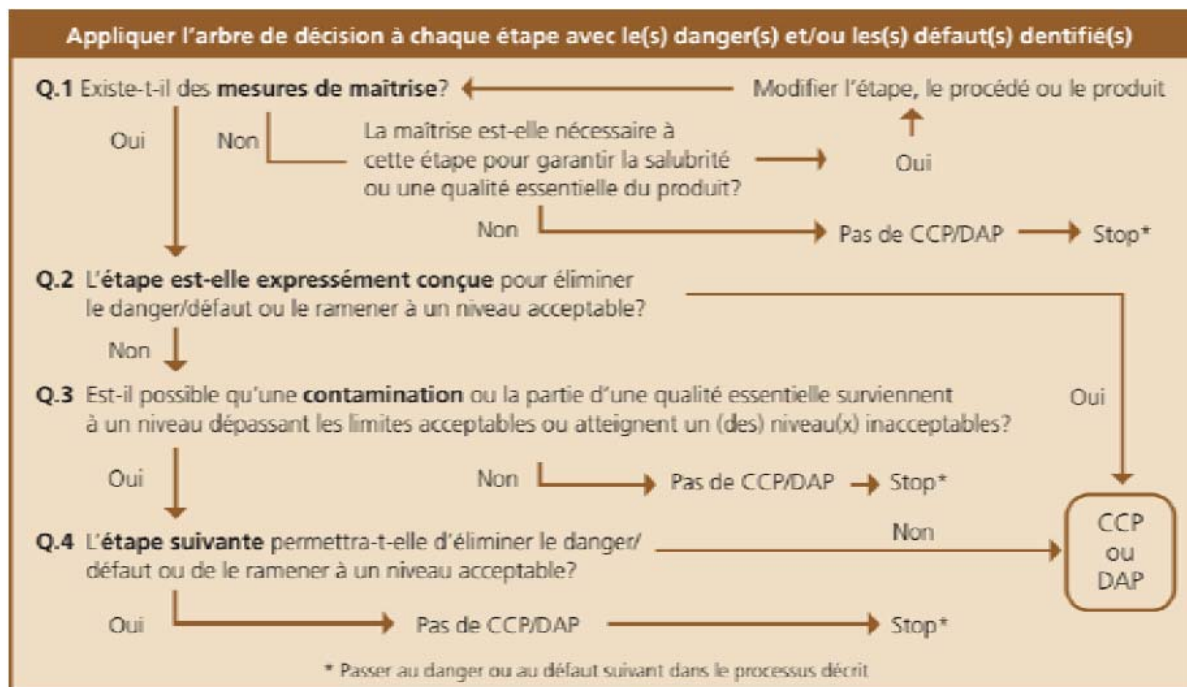 Appliquer l'arbre de décision à chaque étape avec le(s) danger(s) et/ou les(s) défaut(s) dentifié(s)
Q.1 Existe-t-il des mesures de maîtrise?
Modifier l'étape, le procédé ou le produit
Oui
Non
La maîtrise est-elle nécessaire à
cette étape pour garantir la salubrité
ou une qualité essentielle du produit?
Oui
Non
Pas de CCP/DAP
Stop*
Q.2 L'étape est-elle expressément conçue pour éliminer
le danger/défaut ou le ramener à un niveau acceptable?
Non
Oui
Q.3 Est-il possible qu'une contamination ou la partie d'une qualité essentielle surviennent
à un niveau dépassant les limites acceptables ou atteignent un (des) niveau(x) inacceptables?
Oui
Non
Pas de CCP/DAP
Stop*
Q.4 L'étape suivante permettra-t-elle d'éliminer le danger/
défaut ou de le ramener à un niveau acceptable?
Non
CCP
ou
DAP
Oui
Pas de CCP/DAP
Stop*
* Passer au danger ou au défaut suivant dans le processus décrit